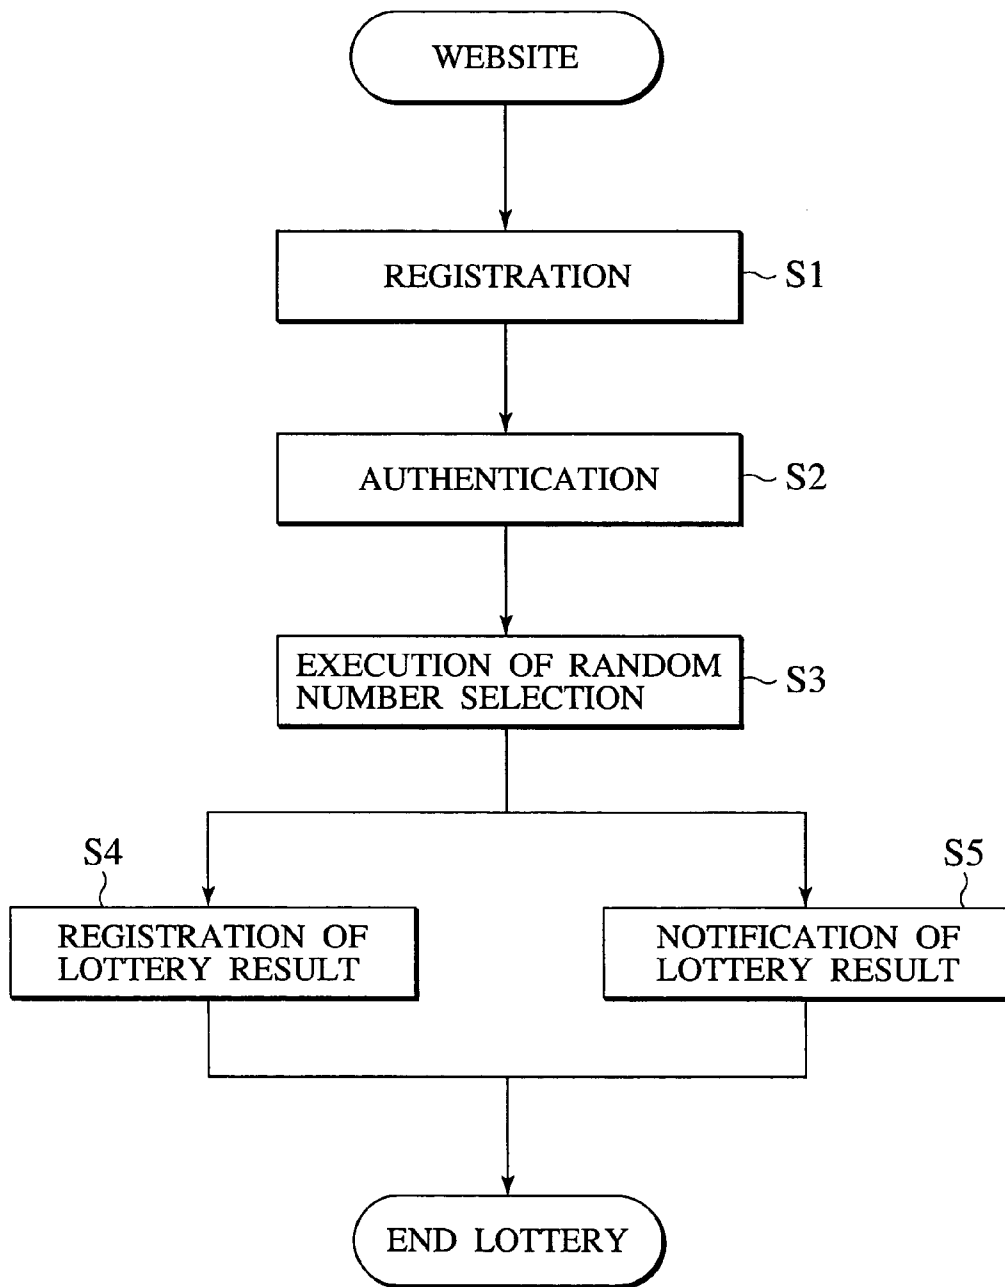 WEBSITE
REGISTRATION
S1
AUTHENTICATION
S2
EXECUTION OF RANDOM
NUMBER SELECTION
S3
S4
REGISTRATION OF
LOTTERY RESULT
S5
NOTIFICATION OF
LOTTERY RESULT
END LOTTERY